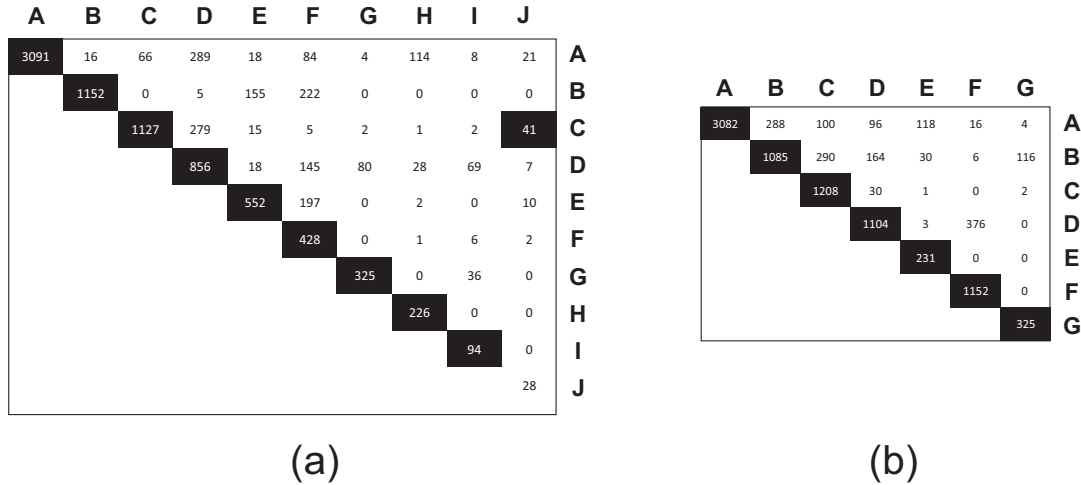 A B C D E F G H I J
3091 16 66 289 18 84 4 114 8 21 A
1152 0 5 155 222 0 0 0 0 B
1127 279 15 5 2 1 2 41 C
856 18 145 80 28 69 7 D
552 197 0 2 0 10 E
428 0 1 6 2 F
325 0 36 0 G
226 0 0 H
94 0 I
28 J
(a)
A B C D E F G
3082 288 100 96 118 16 4 A
1085 290 164 30 6 116 B
1208 30 1 0 2 C
1104 3 376 0 D
231 0 0 E
1152 0 F
325 G
(b)